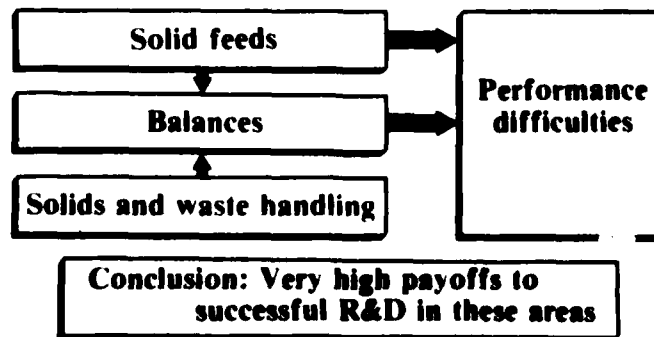 Solid feeds
Balances
Solids and waste handling
Performance
difficulties
Conclusion: Very high payoffs to
successful R&D in these areas